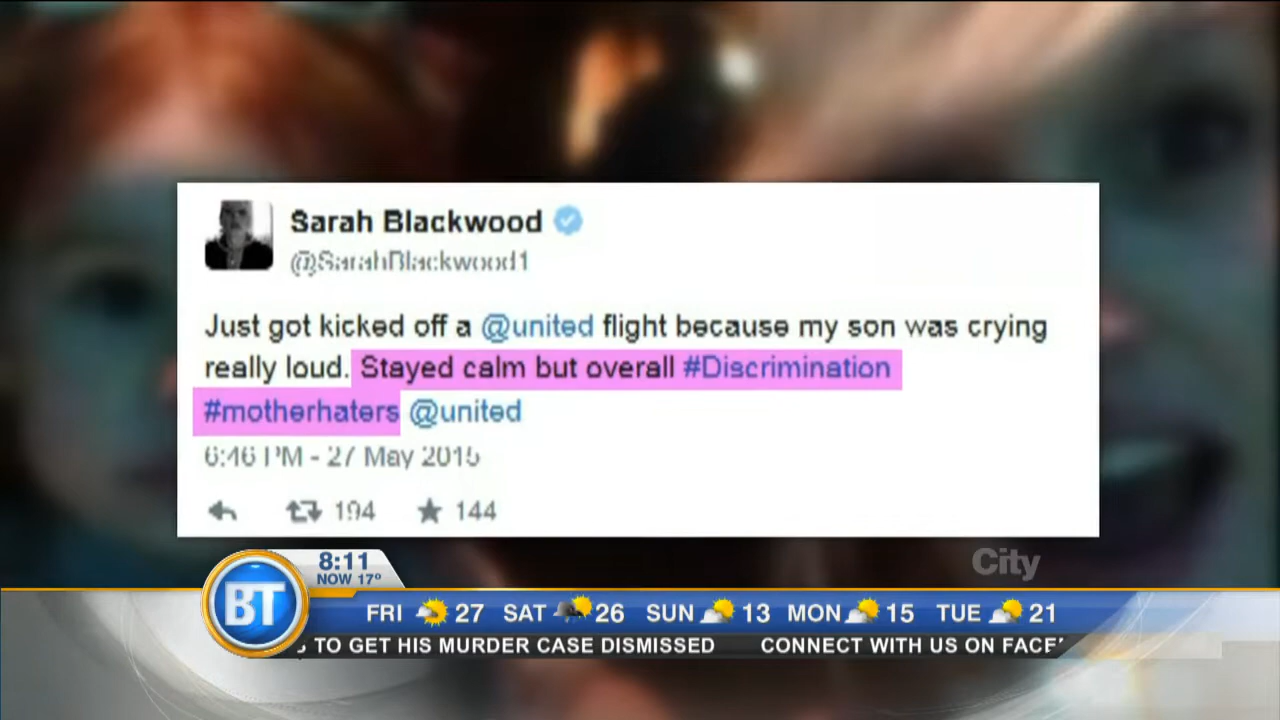 Sarah Blackwood
@SarahBlackwood1
Just got kicked off a @united flight because my son was crying
really loud. Stayed calm but overall #Discrimination
#motherhaters @united
6:46 PM - 27 May 2015
194 144
City
8:11
NOW 17°
BT
FRI 27 SAT 26 SUN 13 MON 15 TUE 21
TO GET HIS MURDER CASE DISMISSED CONNECT WITH US ON